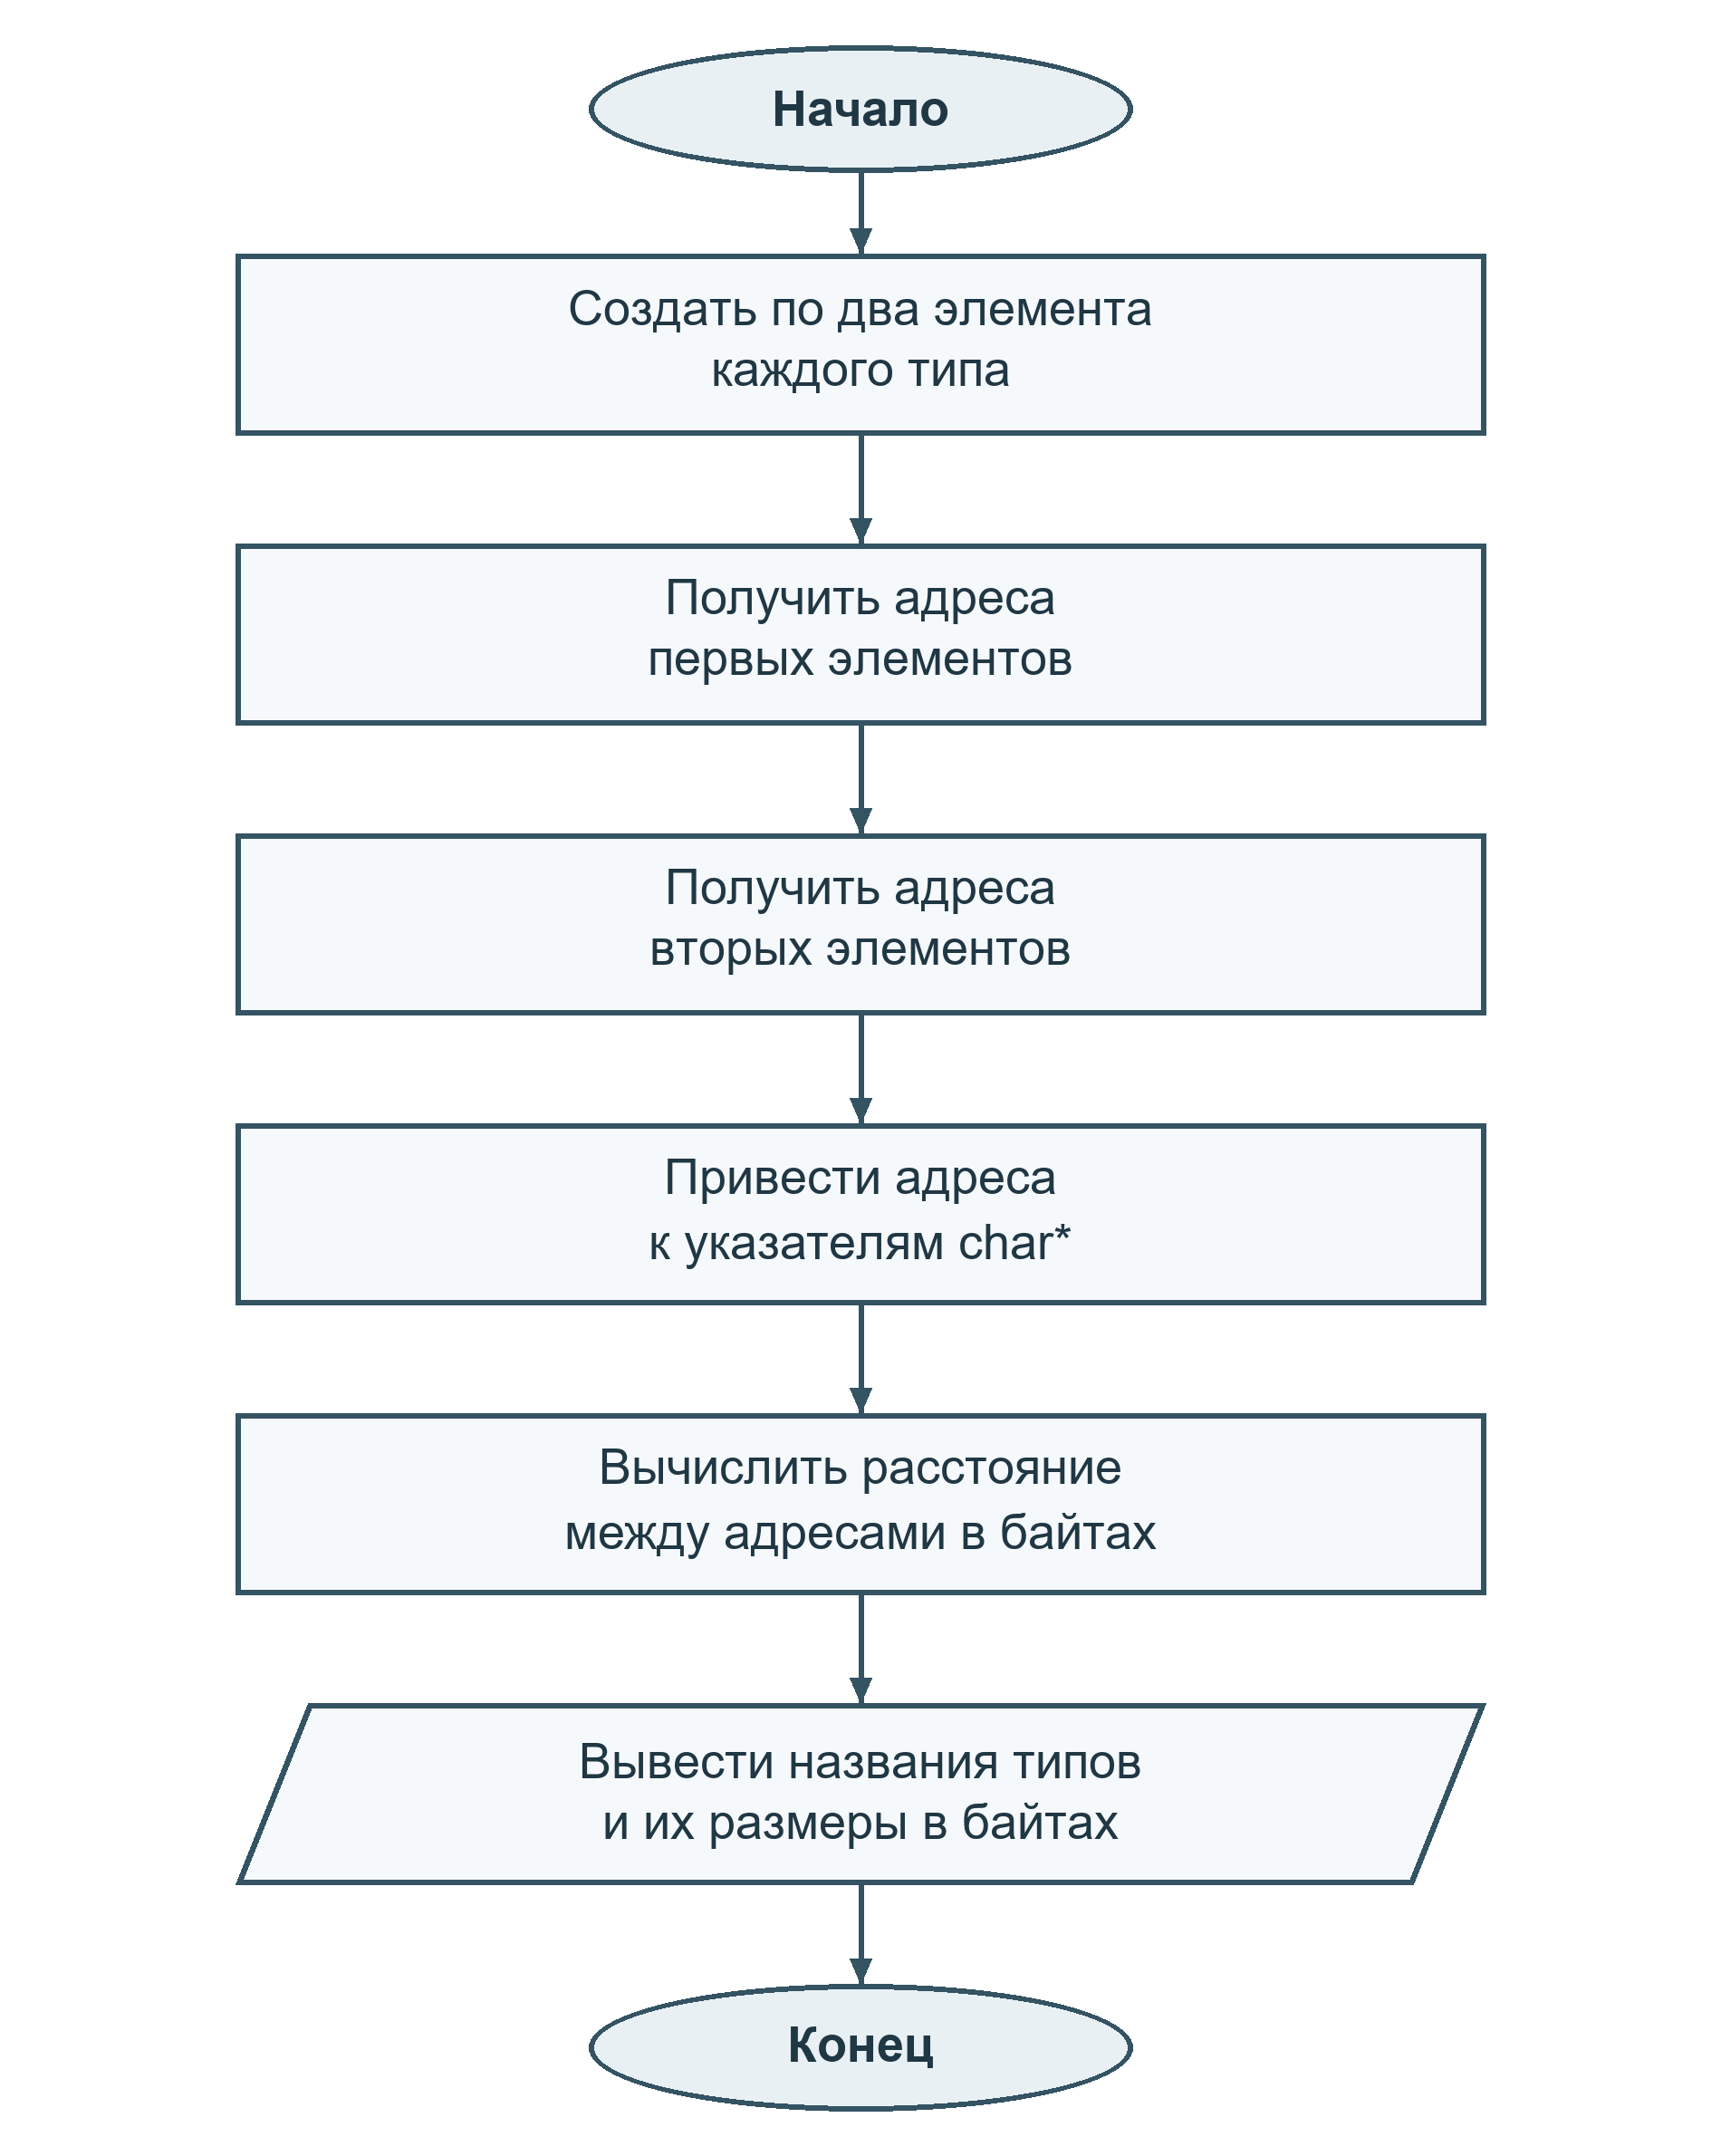 Начало
Создать по два элемента
каждого типа
Получить адреса
первых элементов
Получить адреса
вторых элементов
Привести адреса
к указателям char*
Вычислить расстояние
между адресами в байтах
Вывести названия типов
и их размеры в байтах
Конец